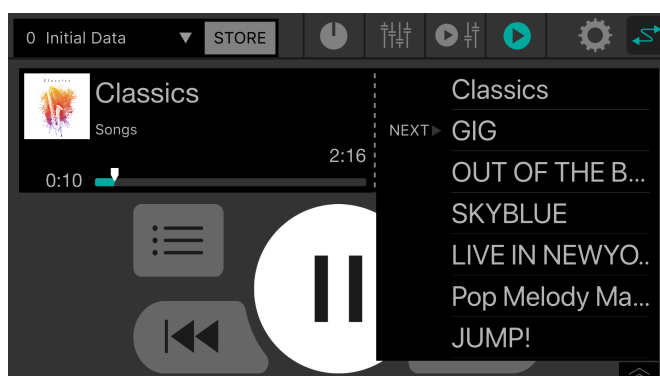 0 Initial Data ▼ STORE
Classics
Classics
Songs
2:16
0:10
Classics
NEXT▶ GIG
OUT OF THE B...
SKYBLUE
LIVE IN NEWYO..
Pop Melody Ma...
JUMP!